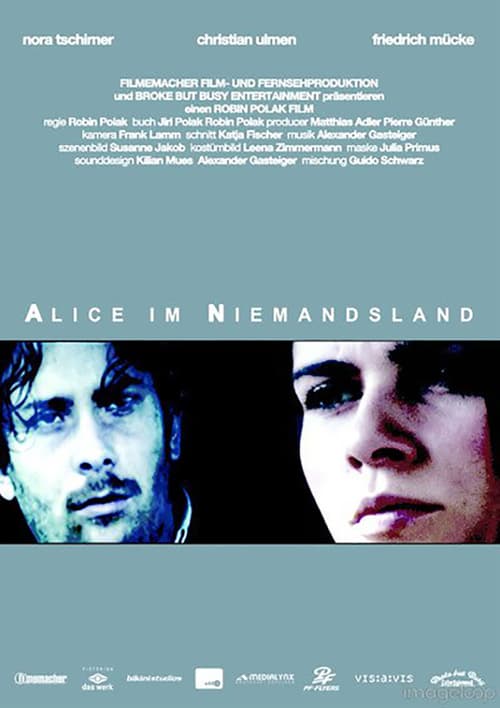 nora tschirner christian ulmen friedrich mücke
FILMEMACHER FILM- UND FERNSEHPRODUKTION
und BROKE BUT BUSY ENTERTAINMENT präsentieren
einen ROBIN POLAK FILM
regie Robin Polak buch Jiri Polak Robin Polak producer Matthias Adler Pierre Günther
kamera Frank Lamm schnitt Katja Fischer musik Alexander Gasteiger
szenenbild Susanne Jakob kostümbild Leena Zimmermann maske Julia Primus
sounddesign Kilian Mues Alexander Gasteiger mischung Guido Schwarz
ALICE IM NIEMANDSLAND
filmemacher das werk bikinistudios MEDIALYNX PF PF-FLYERS VIS:À:VIS
imageloop